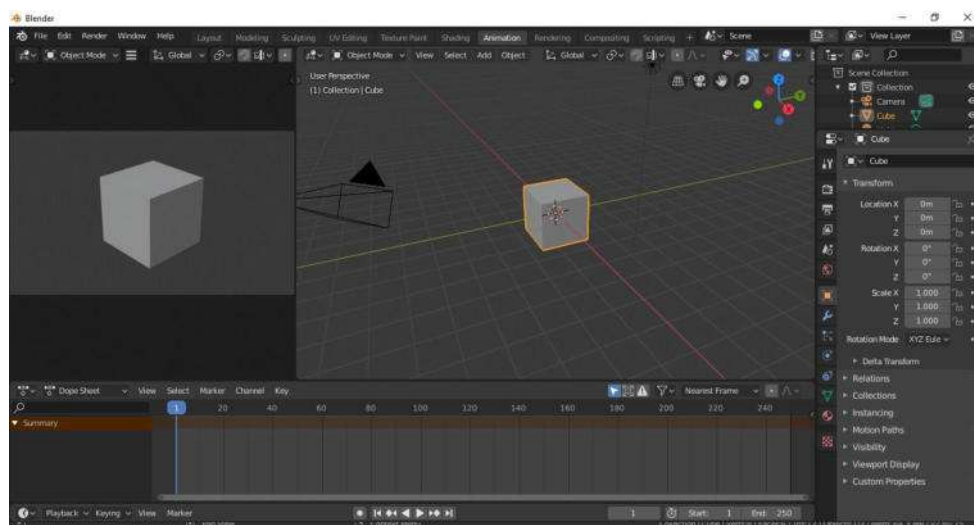 Blender
File Edit Render Window Help Layout Modeling Sculpting UV Editing Texture Paint Shading Animation Rendering Compositing Scripting + Scene View Layer
Object Mode Global Object Mode View Select Add Object Global
User Perspective
(1) Collection | Cube
Scene Collection
Collection
Camera
Cube
Cube
Cube
Transform
Location X 0m
Y 0m
Z 0m
Rotation X 0°
Y 0°
Z 0°
Scale X 1.000
Y 1.000
Z 1.000
Rotation Mode XYZ Eule
Delta Transform
Relations
Collections
Instancing
Motion Paths
Visibility
Viewport Display
Custom Properties
Dope Sheet View Select Marker Channel Key Nearest Frame
1 20 40 60 80 100 120 140 160 180 200 220 240
Summary
Playback Keying View Marker 1 Start: 1 End: 250